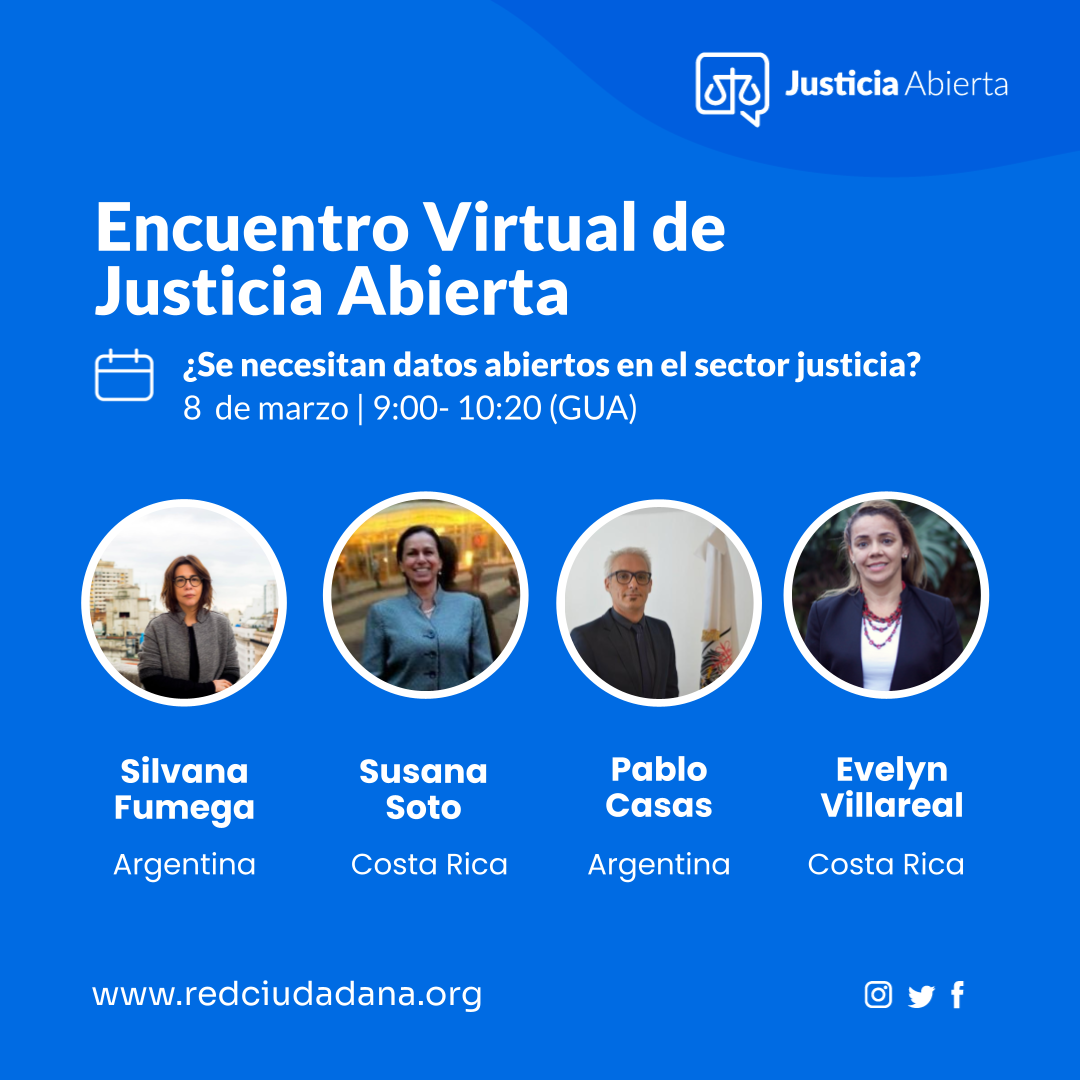 Justicia Abierta
Encuentro Virtual de
Justicia Abierta
¿Se necesitan datos abiertos en el sector justicia?
8 de marzo | 9:00- 10:20 (GUA)
Silvana
Fumega
Argentina
Susana
Soto
Costa Rica
Pablo
Casas
Argentina
Evelyn
Villareal
Costa Rica
www.redciudadana.org